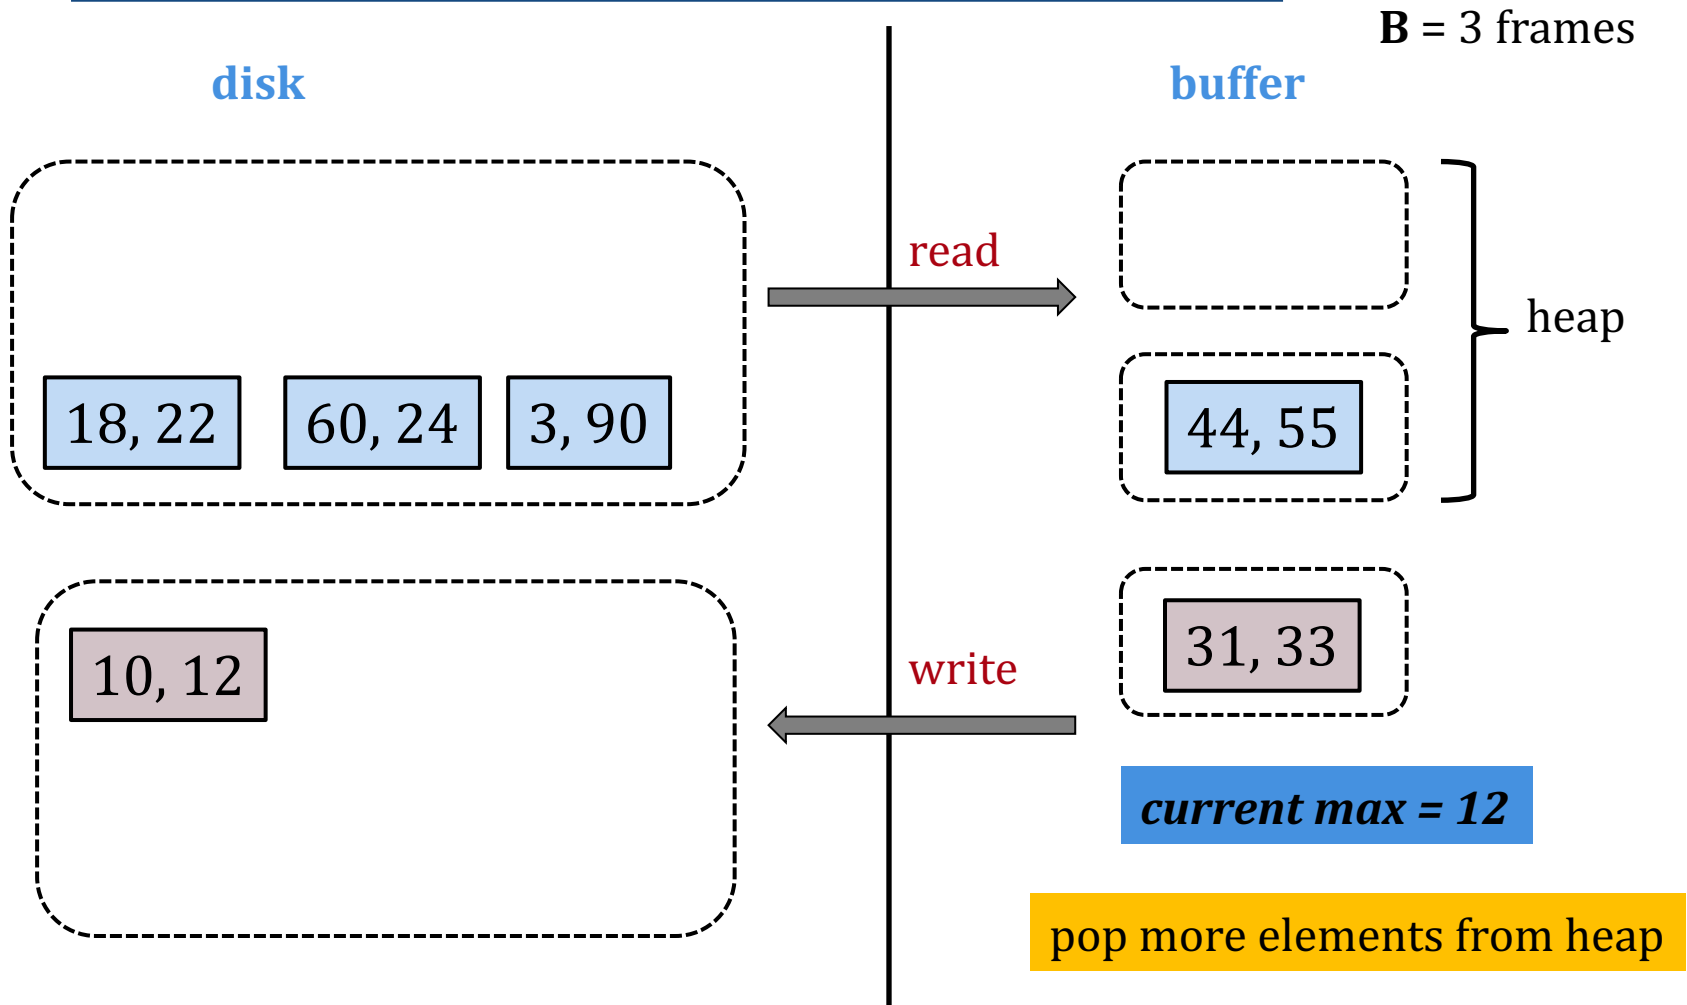 B = 3 frames
disk
buffer
read
heap
18, 22
60, 24
3, 90
44, 55
10, 12
write
31, 33
current max = 12
pop more elements from heap